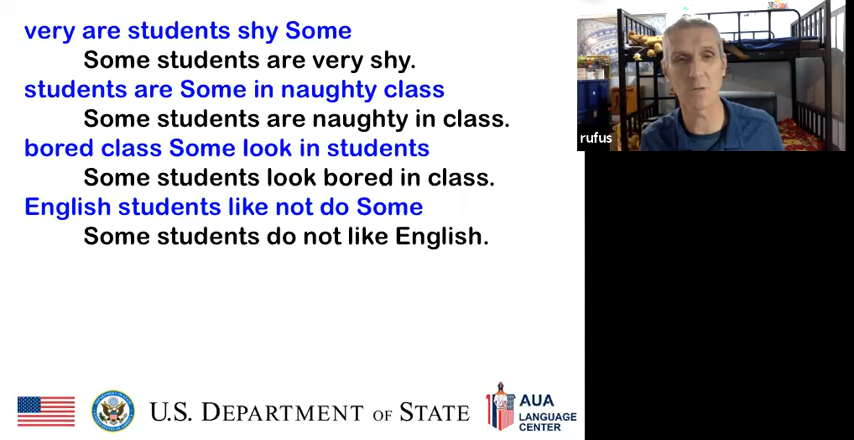 very are students shy Some
Some students are very shy.
students are Some in naughty class
Some students are naughty in class.
bored class Some look in students
Some students look bored in class.
English students like not do Some
Some students do not like English.
rufus
U.S. DEPARTMENT OF STATE
AUA
LANGUAGE
CENTER